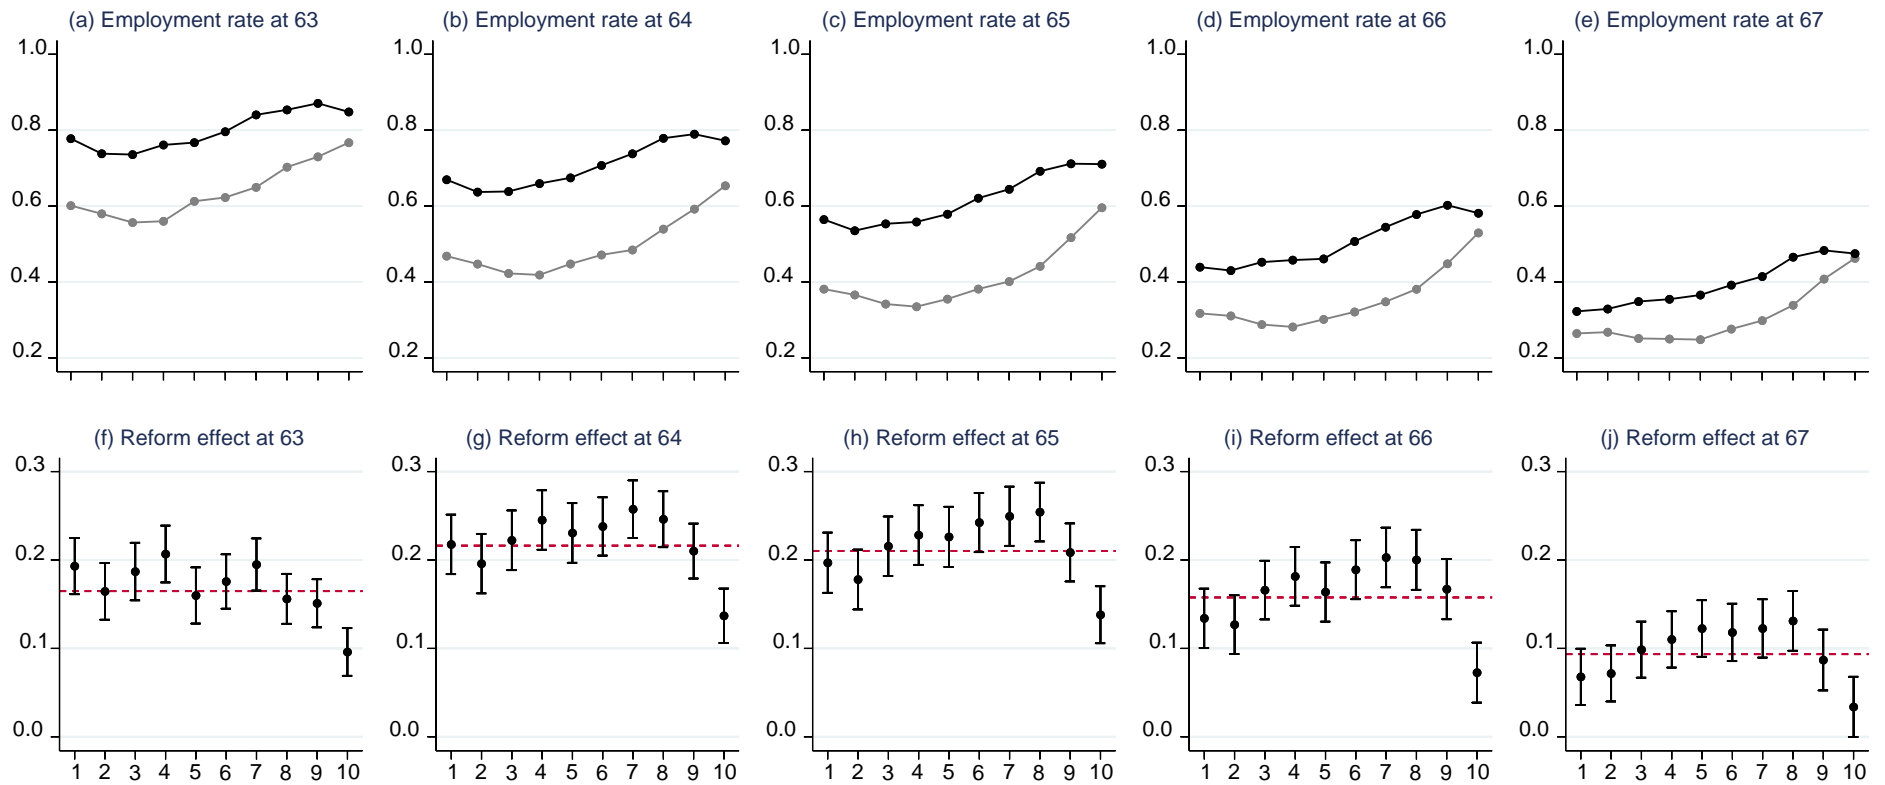 (a) Employment rate at 63
(b) Employment rate at 64
(c) Employment rate at 65
(d) Employment rate at 66
(e) Employment rate at 67
1.0 1.0 1.0 1.0 1.0
0.8 0.8 0.8 0.8 0.8
0.6 0.6 0.6 0.6 0.6
0.4 0.4 0.4 0.4 0.4
0.2 0.2 0.2 0.2 0.2
(f) Reform effect at 63
(g) Reform effect at 64
(h) Reform effect at 65
(i) Reform effect at 66
(j) Reform effect at 67
0.3 0.3 0.3 0.3 0.3
0.2 0.2 0.2 0.2 0.2
0.1 0.1 0.1 0.1 0.1
0.0 0.0 0.0 0.0 0.0
1 2 3 4 5 6 7 8 9 10
1 2 3 4 5 6 7 8 9 10
1 2 3 4 5 6 7 8 9 10
1 2 3 4 5 6 7 8 9 10
1 2 3 4 5 6 7 8 9 10